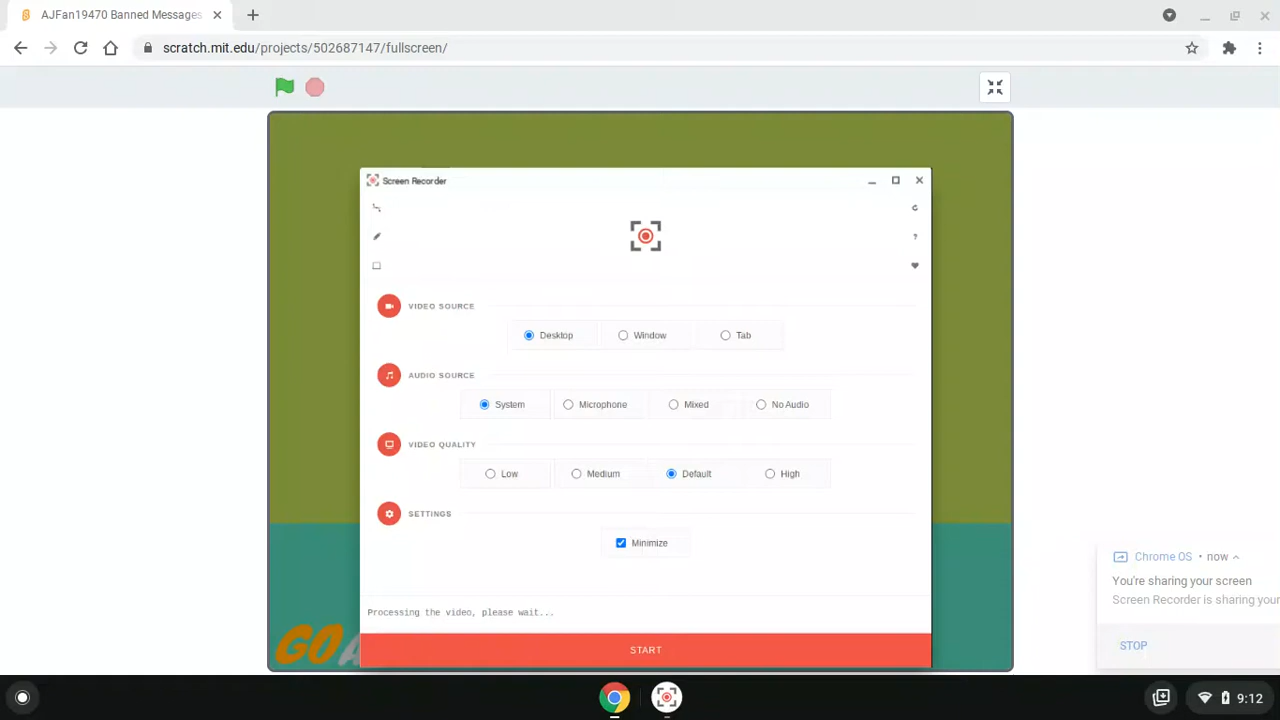 AJFan19470 Banned Messages
scratch.mit.edu/projects/502687147/fullscreen/
Screen Recorder
VIDEO SOURCE
Desktop
Window
Tab
AUDIO SOURCE
System
Microphone
Mixed
No Audio
VIDEO QUALITY
Low
Medium
Default
High
SETTINGS
Minimize
Processing the video, please wait...
START
GO
Chrome OS • now
You're sharing your screen
Screen Recorder is sharing your
STOP
9:12